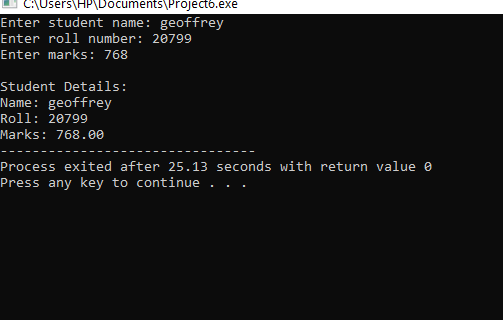 C:\Users\HP\Documents\Project6.exe
Enter student name: geoffrey
Enter roll number: 20799
Enter marks: 768
Student Details:
Name: geoffrey
Roll: 20799
Marks: 768.00
--------------------------------
Process exited after 25.13 seconds with return value 0
Press any key to continue . . .